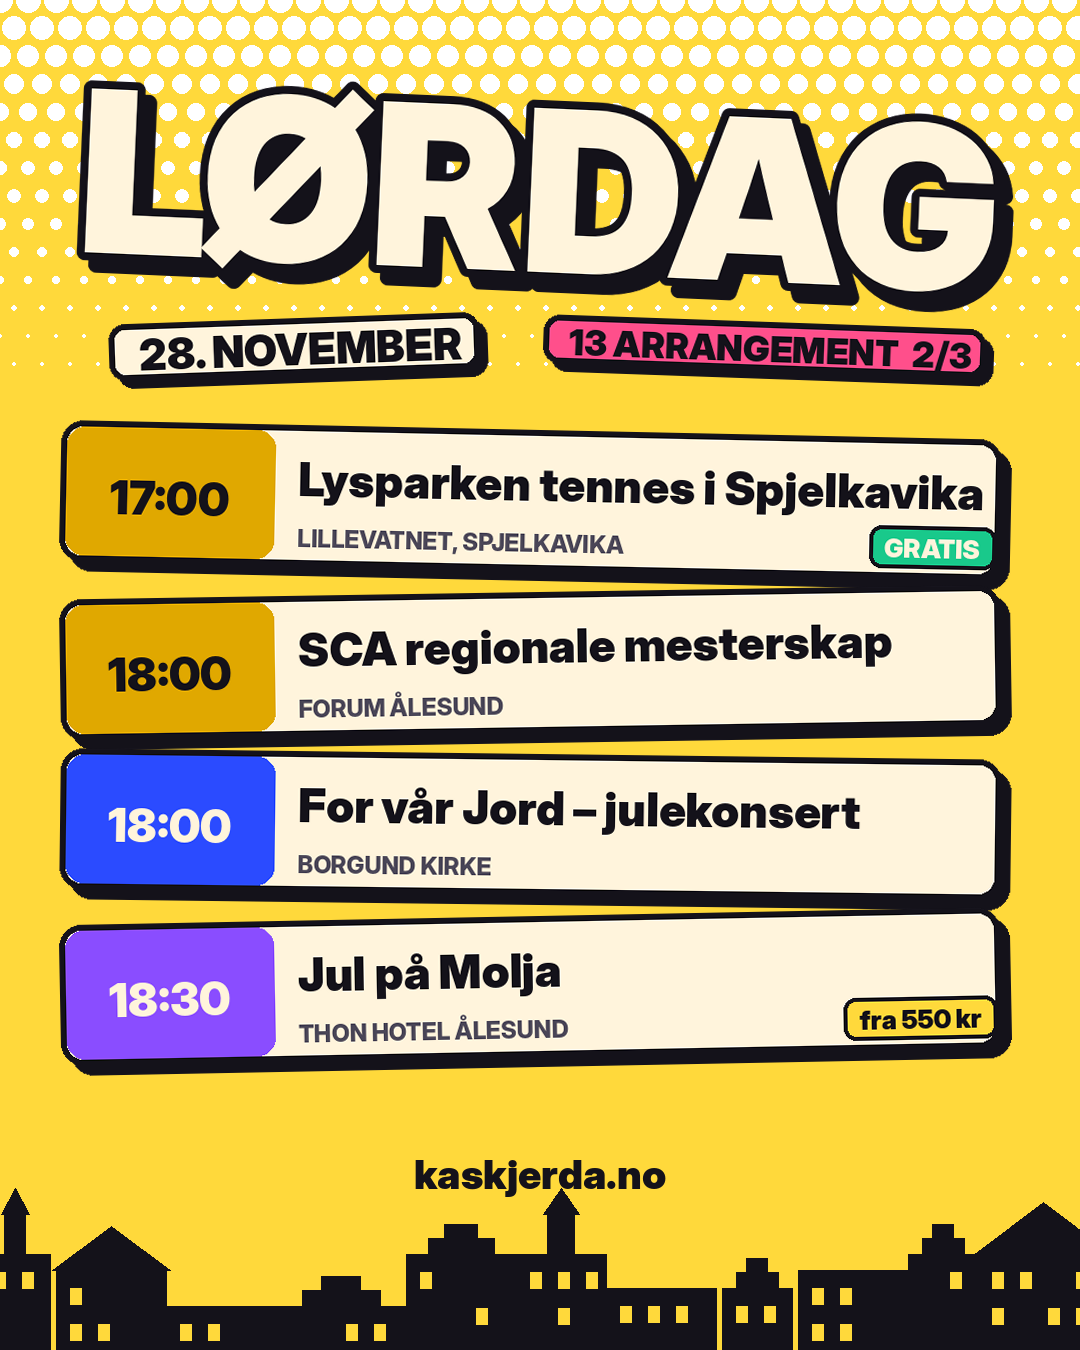 LØRDAG
28. NOVEMBER
13 ARRANGEMENT 2/3
17:00
Lysparken tennes i Spjelkavika
LILLEVATNET, SPJELKAVIKA
GRATIS
18:00
SCA regionale mesterskap
FORUM ÅLESUND
18:00
For vår Jord – julekonsert
BORGUND KIRKE
18:30
Jul på Molja
THON HOTEL ÅLESUND
fra 550 kr
kaskjerda.no